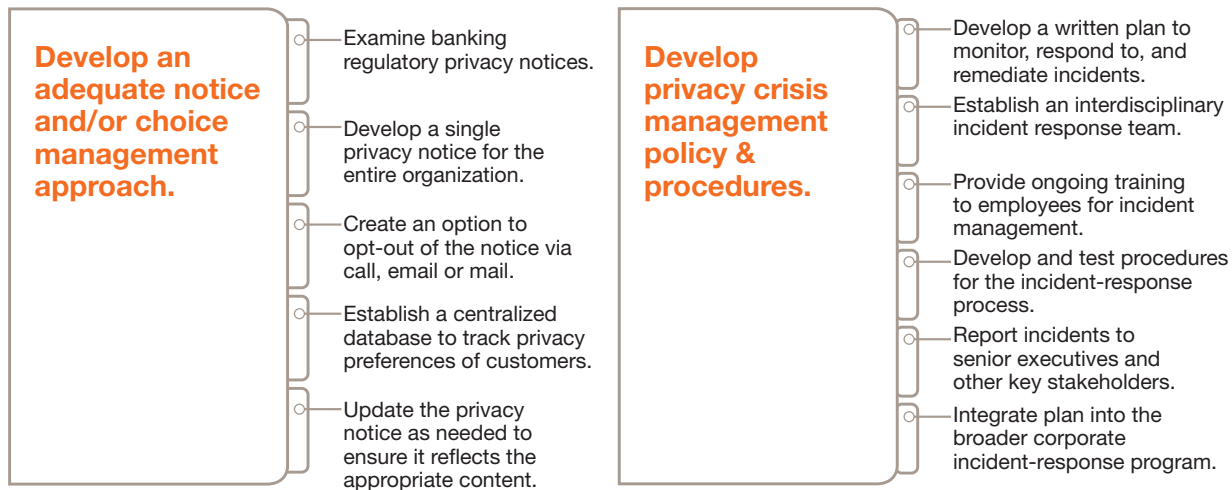 Develop an
adequate notice
and/or choice
management
approach.
Examine banking
regulatory privacy notices.
Develop a single
privacy notice for the
entire organization.
Create an option to
opt-out of the notice via
call, email or mail.
Establish a centralized
database to track privacy
preferences of customers.
Update the privacy
notice as needed to
ensure it reflects the
appropriate content.
Develop
privacy crisis
management
policy &
procedures.
Develop a written plan to
monitor, respond to, and
remediate incidents.
Establish an interdisciplinary
incident response team.
Provide ongoing training
to employees for incident
management.
Develop and test procedures
for the incident-response
process.
Report incidents to
senior executives and
other key stakeholders.
Integrate plan into the
broader corporate
incident-response program.